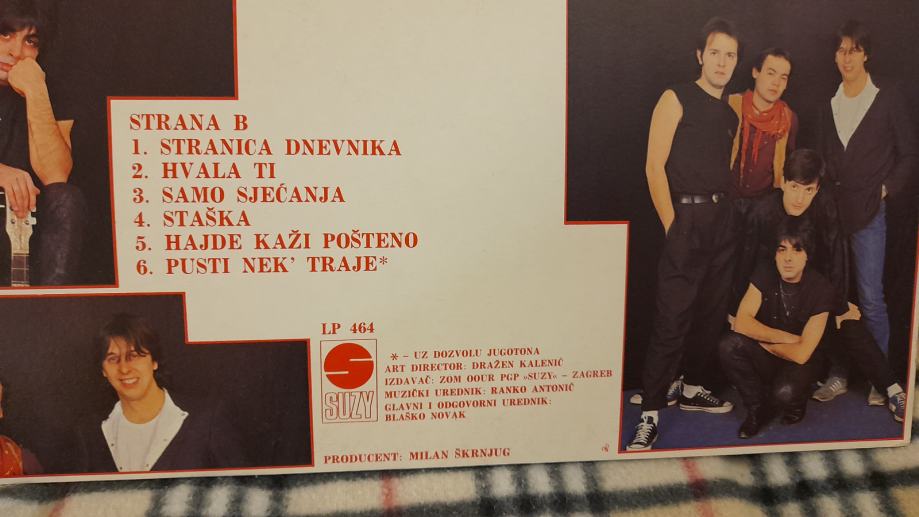 STRANA B
1. STRANICA DNEVNIKA
2. HVALA TI
3. SAMO SJEĆANJA
4. STAŠKA
5. HAJDE KAŽI POŠTENO
6. PUSTI NEK' TRAJE*
LP 464
SUZY
* – UZ DOZVOLU JUGOTONA
ART DIRECTOR: DRAŽEN KALENIĆ
IZDAVAČ: ZOM OOUR PGP »SUZY« – ZAGREB
MUZIČKI UREDNIK: RANKO ANTONIĆ
GLAVNI I ODGOVORNI UREDNIK:
BLAŠKO NOVAK
PRODUCENT: MILAN ŠKRNJUG